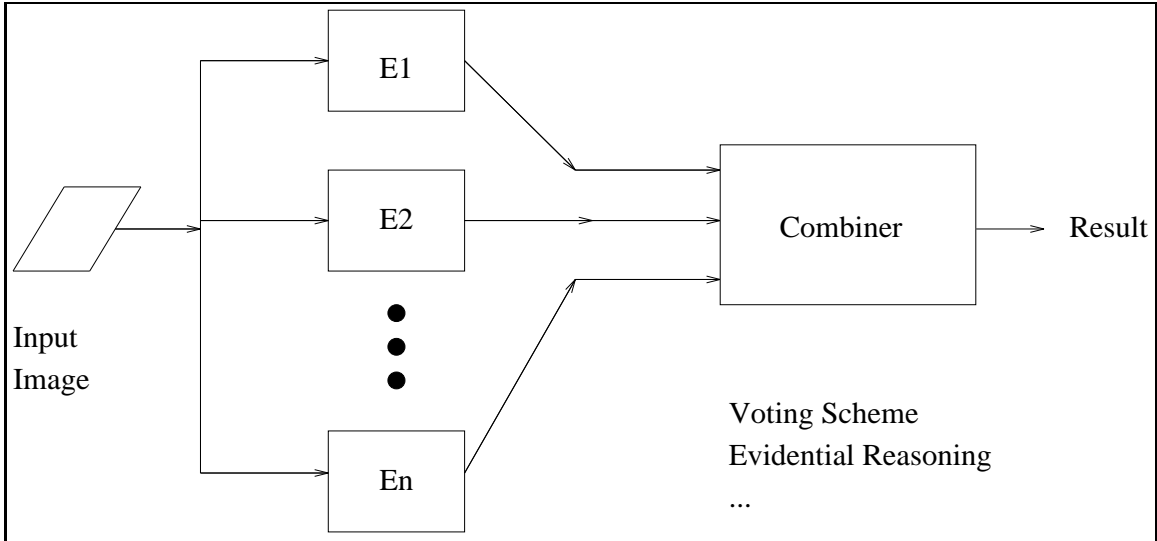 E1
E2
Combiner
Result
Input
Image
En
Voting Scheme
Evidential Reasoning
...